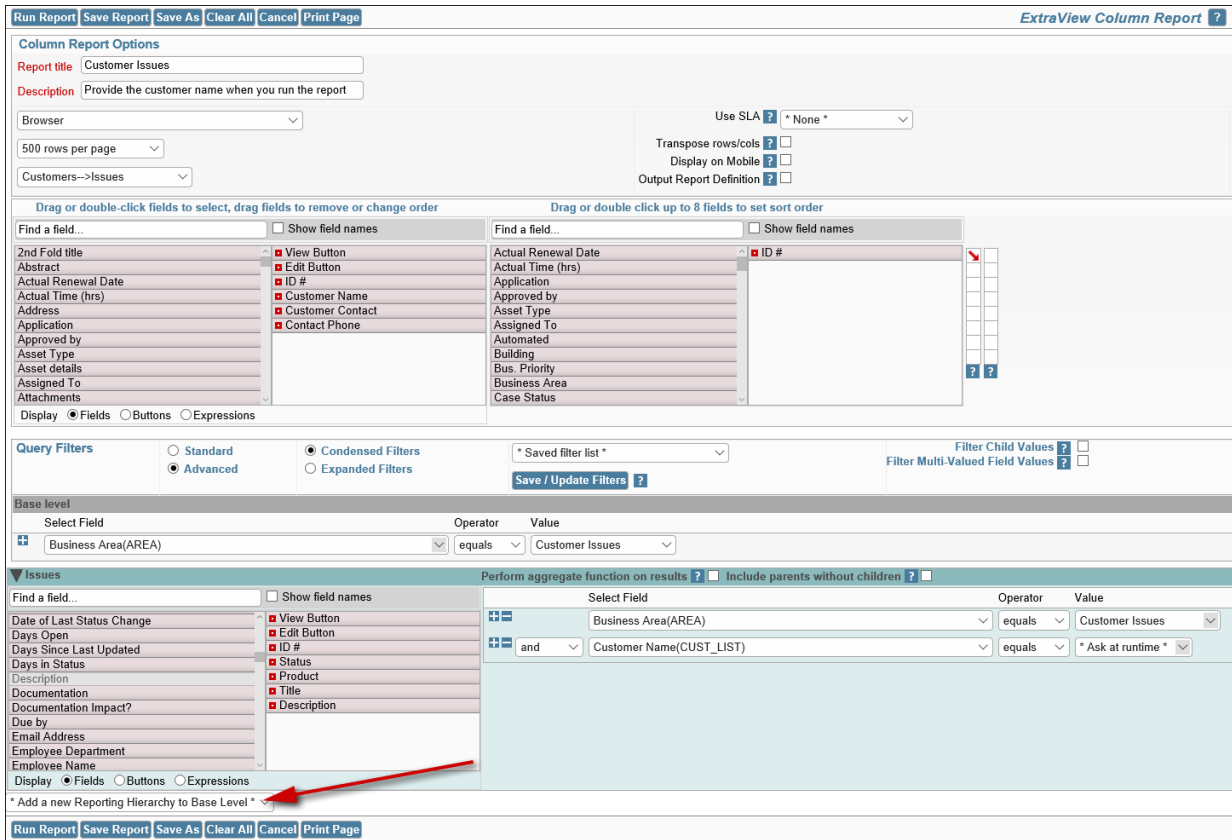 Run Report Save Report Save As Clear All Cancel Print Page ExtraView Column Report ?
Column Report Options
Report title Customer Issues
Description Provide the customer name when you run the report
Browser Use SLA ? * None *
500 rows per page Transpose rows/cols ?
Display on Mobile ?
Customers-->Issues Output Report Definition ?
Drag or double-click fields to select, drag fields to remove or change order Drag or double click up to 8 fields to set sort order
Find a field... Show field names Find a field... Show field names
2nd Fold title View Button Actual Renewal Date ID #
Abstract Edit Button Actual Time (hrs)
Actual Renewal Date ID # Application
Actual Time (hrs) Customer Name Approved by
Address Customer Contact Asset Type
Application Contact Phone Assigned To
Approved by Automated
Asset Type Building
Asset details Bus. Priority ? ?
Assigned To Business Area
Attachments Case Status
Display Fields Buttons Expressions
Query Filters Standard Condensed Filters * Saved filter list * Filter Child Values ?
Advanced Expanded Filters Filter Multi-Valued Field Values ?
Save / Update Filters ?
Base level
Select Field Operator Value
Business Area(AREA) equals Customer Issues
Issues Perform aggregate function on results ? Include parents without children ?
Find a field... Show field names Select Field Operator Value
Date of Last Status Change View Button Business Area(AREA) equals Customer Issues
Days Open Edit Button
Days Since Last Updated ID # and Customer Name(CUST_LIST) equals * Ask at runtime *
Days in Status Status
Description Product
Documentation Title
Documentation Impact? Description
Due by
Email Address
Employee Department
Employee Name
Display Fields Buttons Expressions
* Add a new Reporting Hierarchy to Base Level *
Run Report Save Report Save As Clear All Cancel Print Page